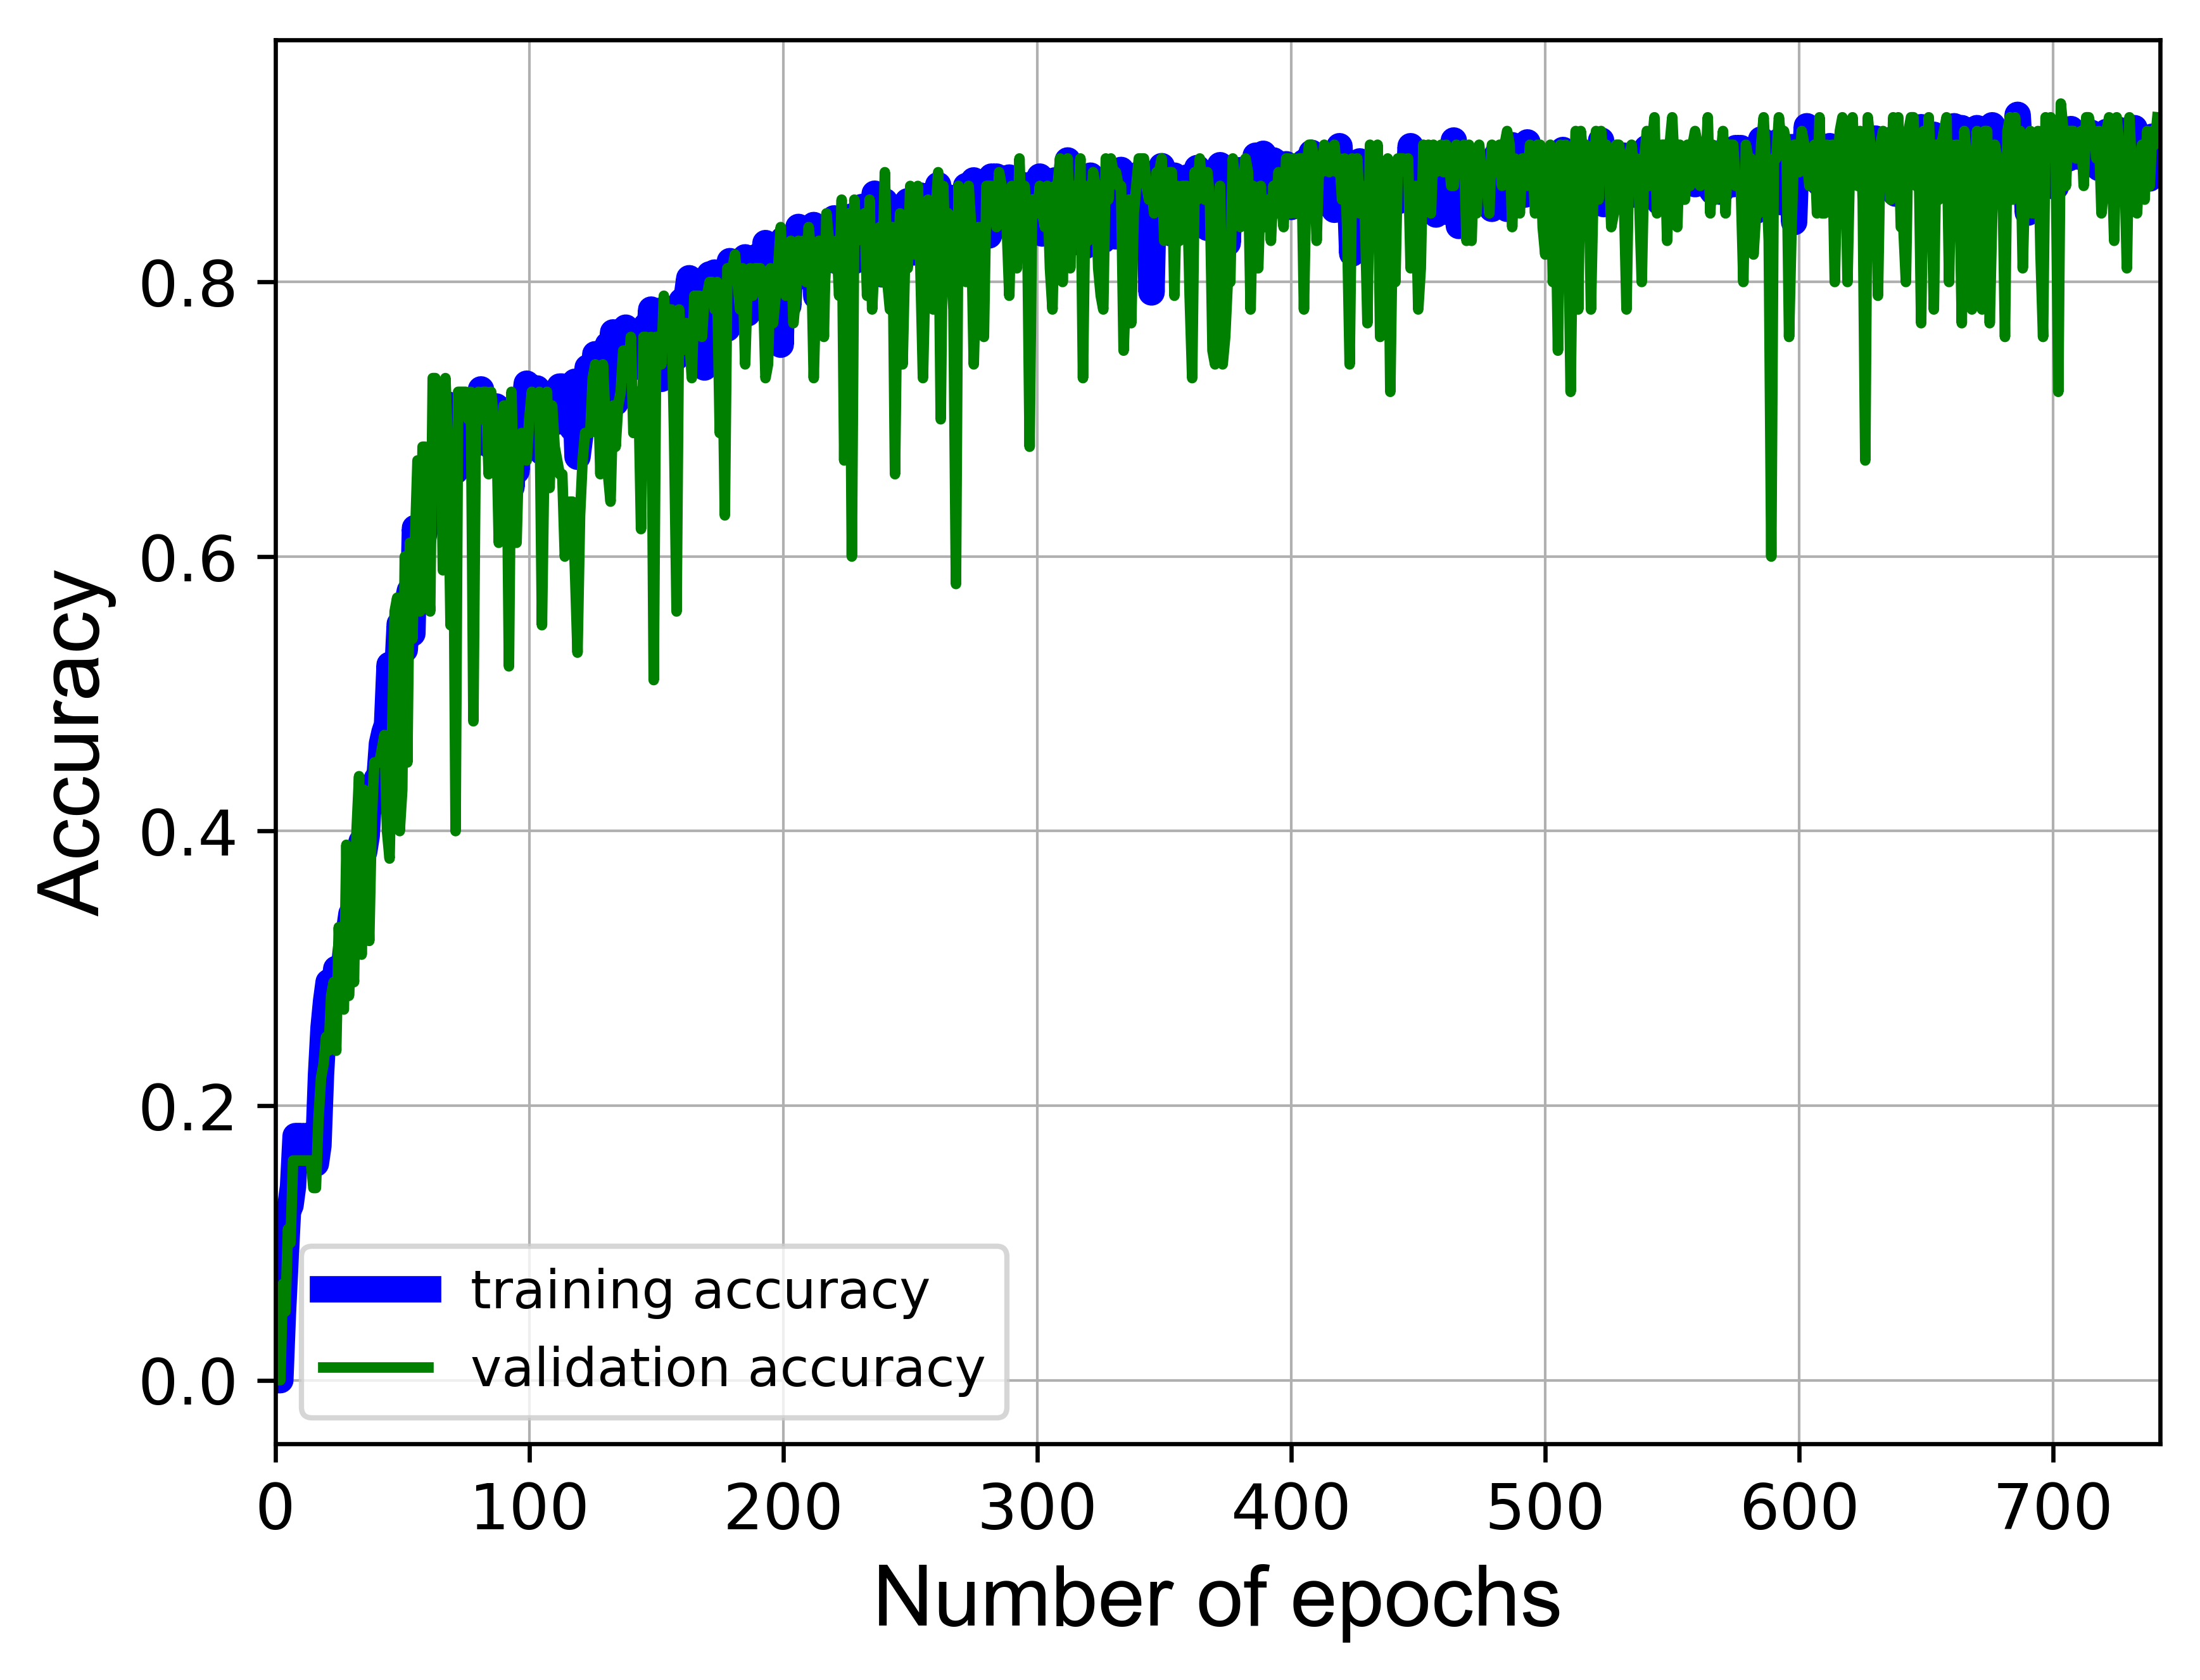 Accuracy
0.8
0.6
0.4
0.2
0.0
training accuracy
validation accuracy
0 100 200 300 400 500 600 700
Number of epochs